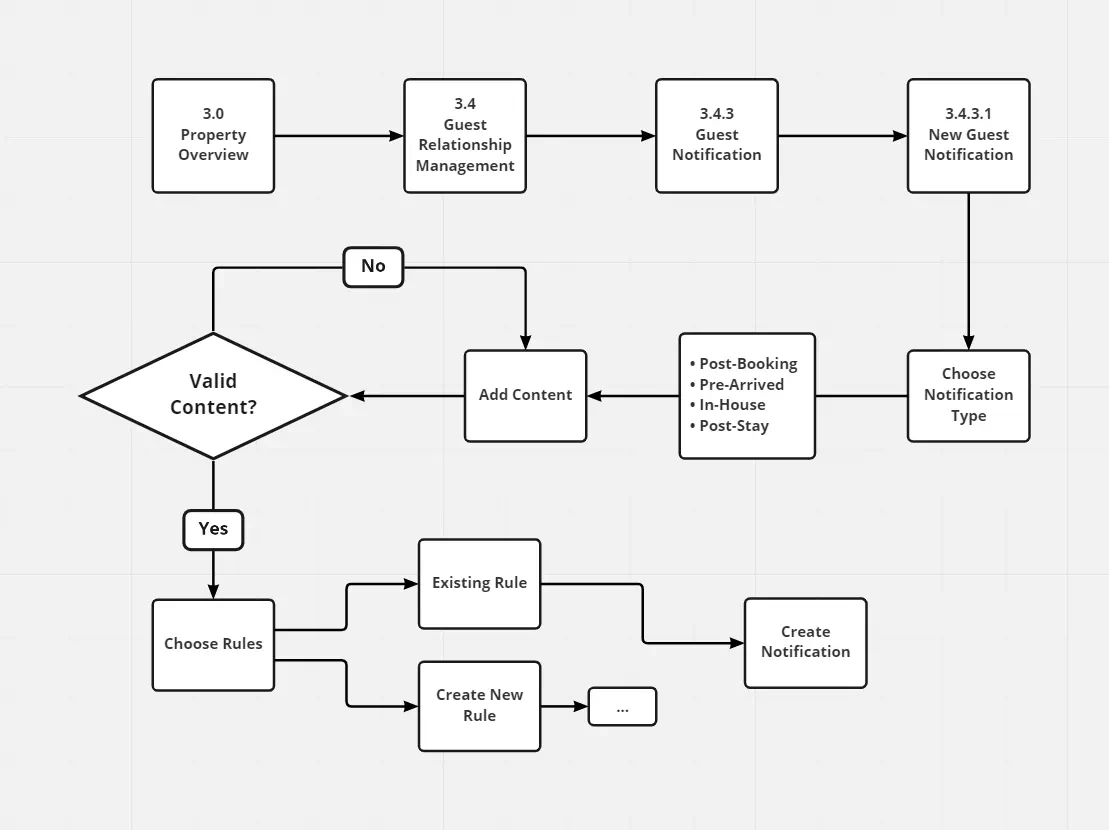 3.0
Property
Overview
3.4
Guest
Relationship
Management
3.4.3
Guest
Notification
3.4.3.1
New Guest
Notification
No
Valid
Content?
Add Content
• Post-Booking
• Pre-Arrived
• In-House
• Post-Stay
Choose
Notification
Type
Yes
Choose Rules
Existing Rule
Create New
Rule
...
Create
Notification